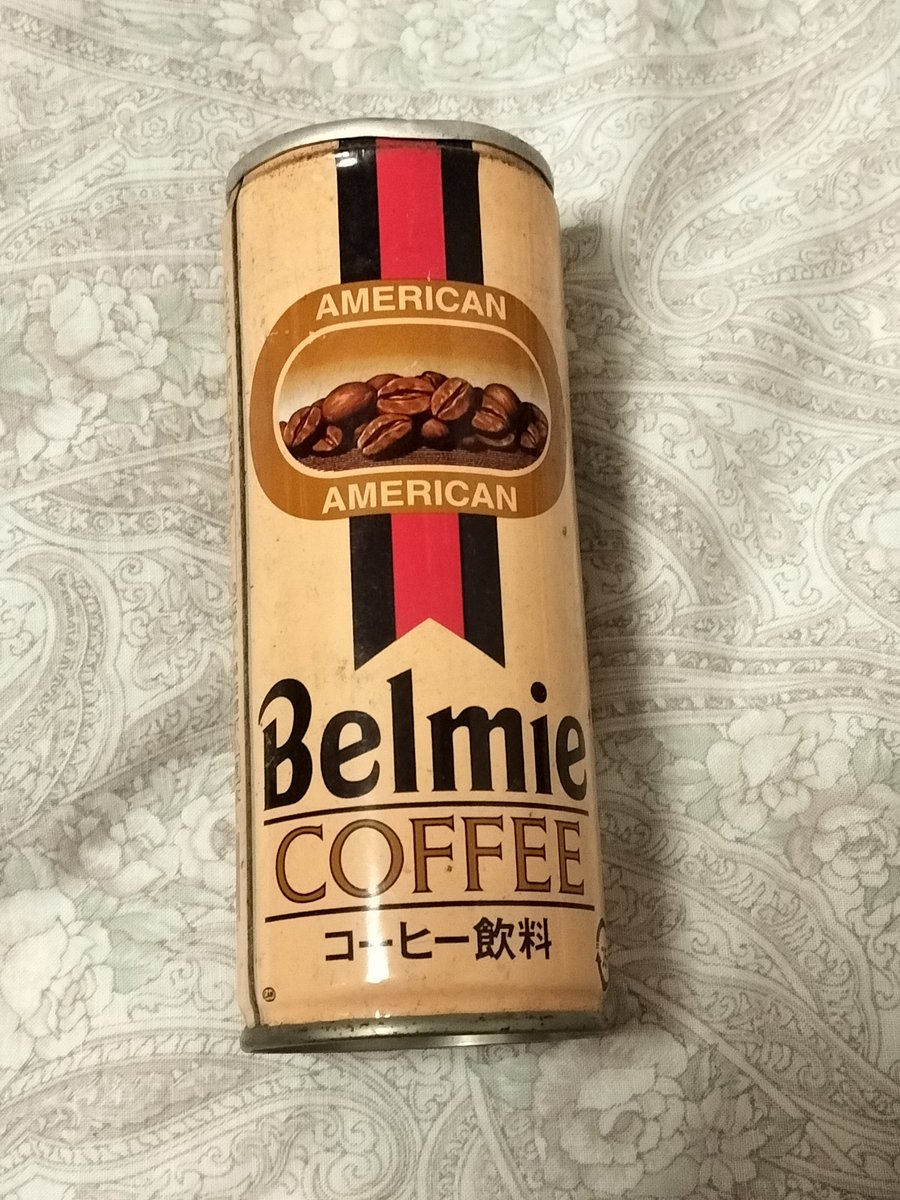 AMERICAN
AMERICAN
Belmie
COFFEE
コーヒー飲料